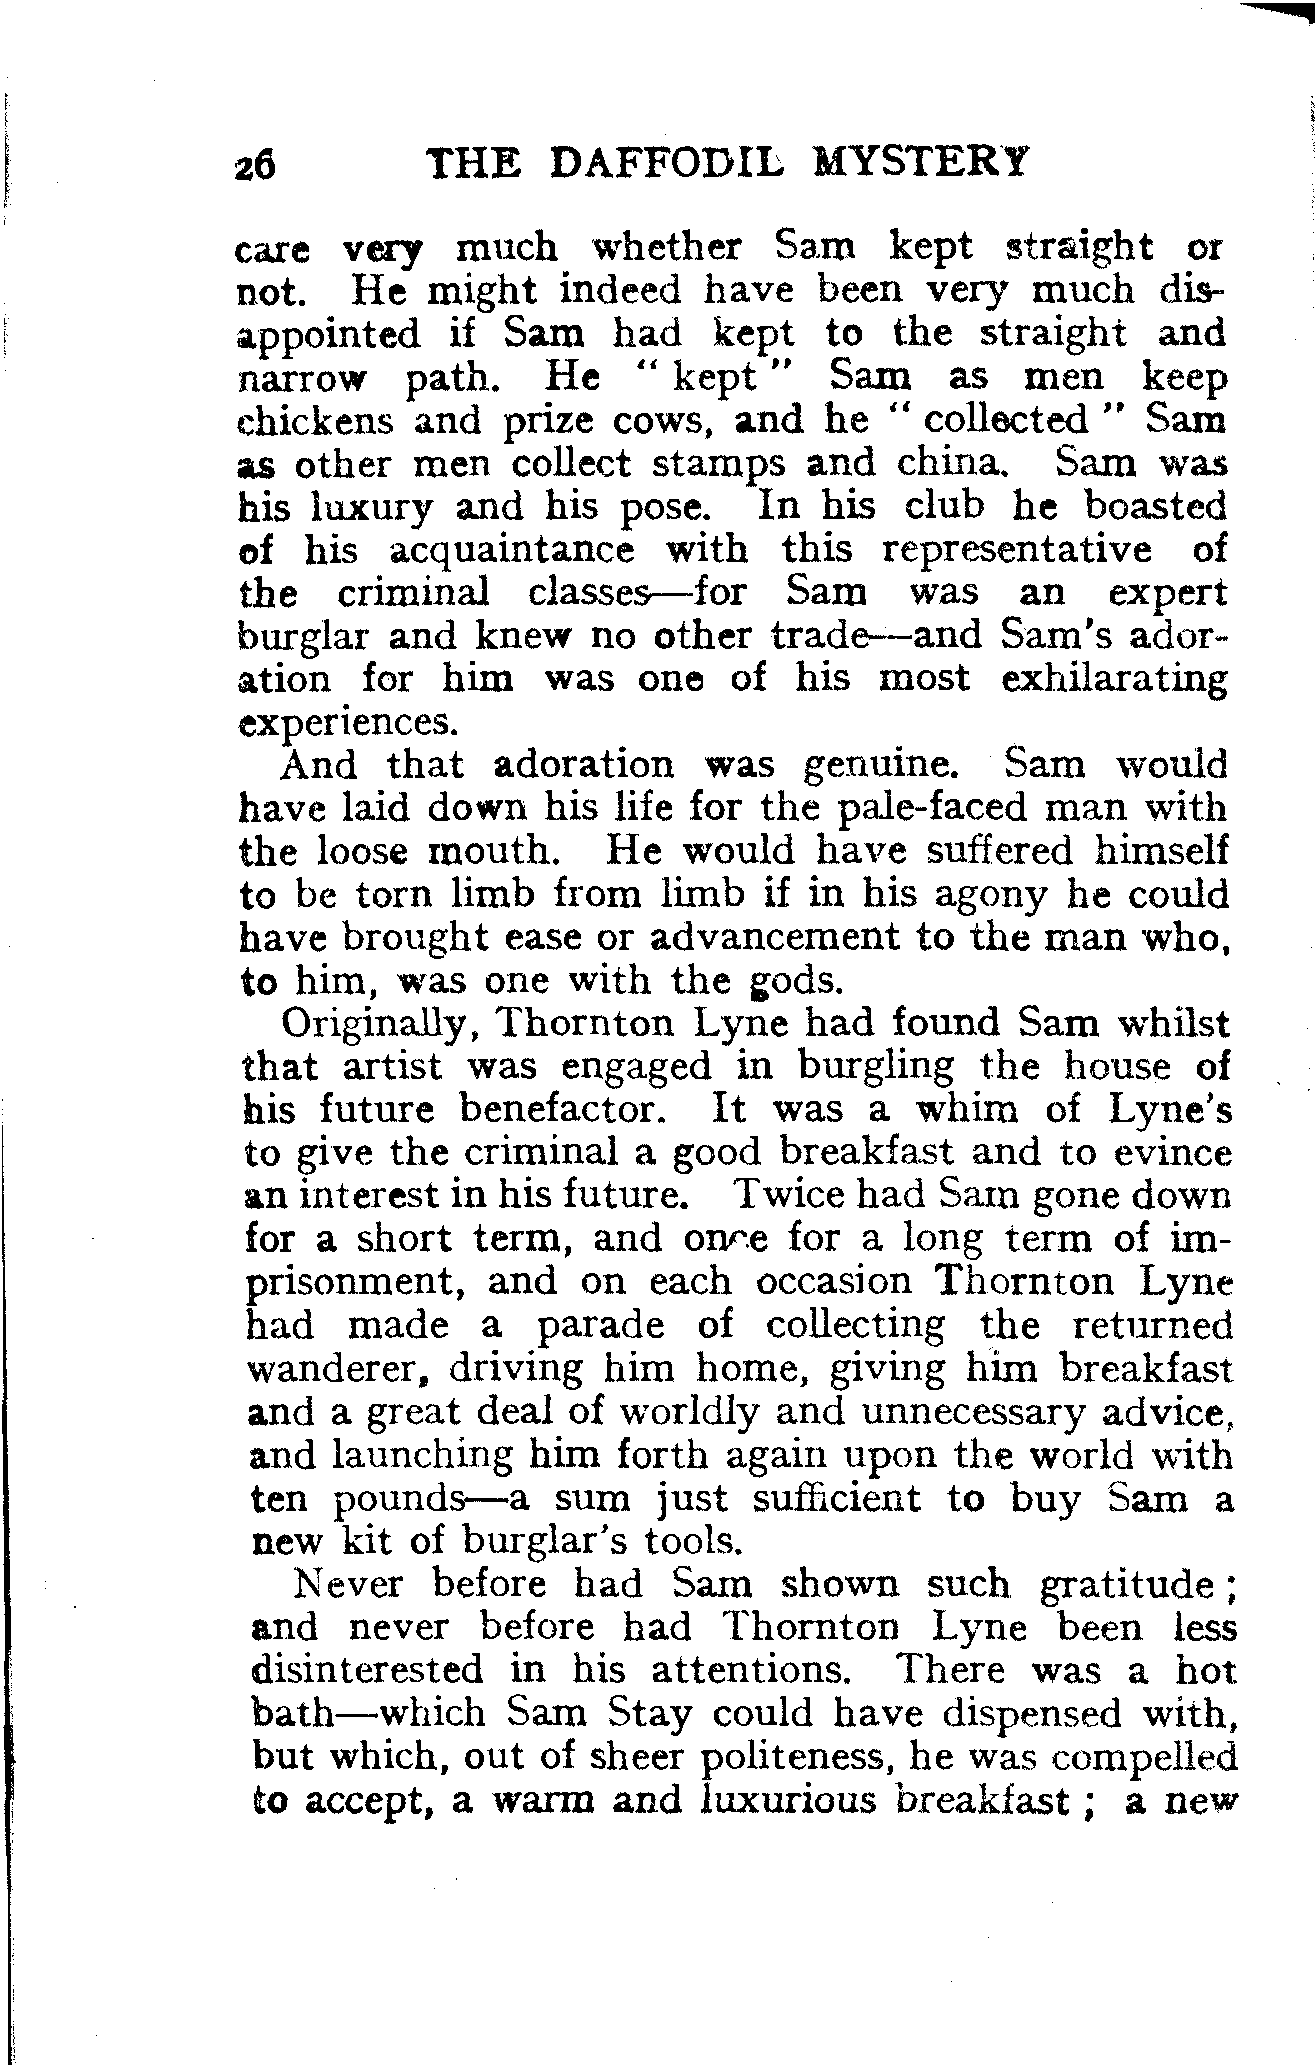 26 THE DAFFODIL MYSTERY
care very much whether Sam kept straight or
not. He might indeed have been very much dis-
appointed if Sam had kept to the straight and
narrow path. He " kept " Sam as men keep
chickens and prize cows, and he " collected " Sam
as other men collect stamps and china. Sam was
his luxury and his pose. In his club he boasted
of his acquaintance with this representative of
the criminal classes—for Sam was an expert
burglar and knew no other trade—and Sam's ador-
ation for him was one of his most exhilarating
experiences.
And that adoration was genuine. Sam would
have laid down his life for the pale-faced man with
the loose mouth. He would have suffered himself
to be torn limb from limb if in his agony he could
have brought ease or advancement to the man who,
to him, was one with the gods.
Originally, Thornton Lyne had found Sam whilst
that artist was engaged in burgling the house of
his future benefactor. It was a whim of Lyne's
to give the criminal a good breakfast and to evince
an interest in his future. Twice had Sam gone down
for a short term, and once for a long term of im-
prisonment, and on each occasion Thornton Lyne
had made a parade of collecting the returned
wanderer, driving him home, giving him breakfast
and a great deal of worldly and unnecessary advice,
and launching him forth again upon the world with
ten pounds—a sum just sufficient to buy Sam a
new kit of burglar's tools.
Never before had Sam shown such gratitude ;
and never before had Thornton Lyne been less
disinterested in his attentions. There was a hot
bath—which Sam Stay could have dispensed with,
but which, out of sheer politeness, he was compelled
to accept, a warm and luxurious breakfast ; a new